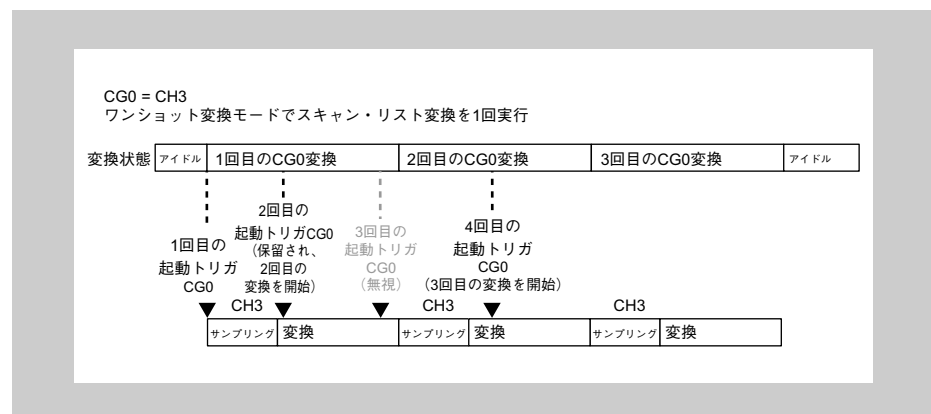 CG0 = CH3
ワンショット変換モードでスキャン・リスト変換を1回実行
変換状態 アイドル 1回目のCG0変換 2回目のCG0変換 3回目のCG0変換 アイドル
1回目の
起動トリガ
CG0
2回目の
起動トリガCG0
（保留され、
2回目の
変換を開始）
3回目の
起動トリガ
CG0
（無視）
4回目の
起動トリガ
CG0
（3回目の変換を開始）
CH3 CH3 CH3
サンプリング 変換 サンプリング 変換 サンプリング 変換